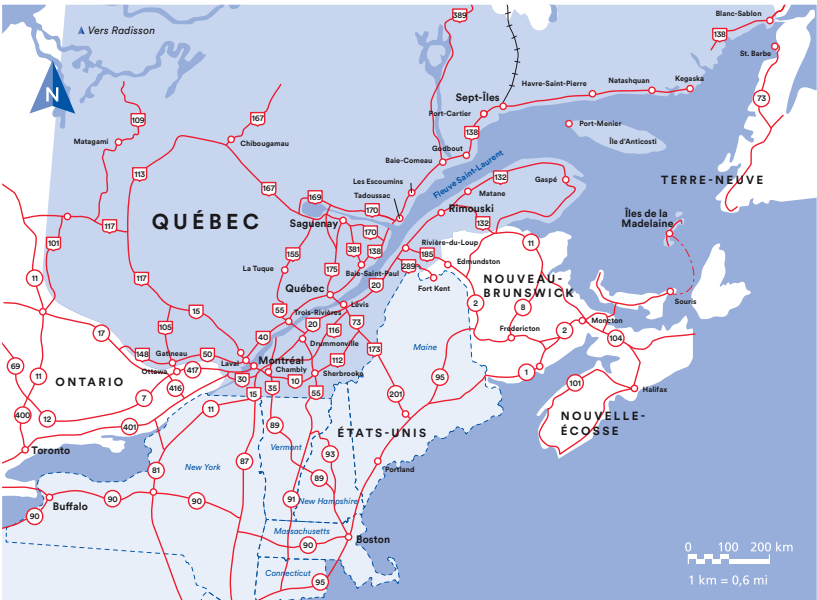 389
Blanc-Sablon
138
Vers Radisson
St. Barbe
N
Havre-Saint-Pierre
Natashquan
Kegaska
Sept-Îles
73
109
167
Port-Cartier
Port-Menier
138
Matagami
Chibougamau
Île d'Anticosti
Godbout
Baie-Comeau
Fleuve Saint-Laurent
113
167
Les Escoumins
132
Gaspé
TERRE-NEUVE
Tadoussac
Matane
169
170
Rimouski
Îles de la
Madelaine
QUÉBEC
Saguenay
117
132
170
101
Rivière-du-Loup
11
155
381
138
185
La Tuque
175
Baie-Saint-Paul
289
Edmundston
11
117
Québec
20
Fort Kent
NOUVEAU-
BRUNSWICK
Souris
Lévis
2
8
55
Trois-Rivières
15
20
73
Moncton
105
116
Fredericton
2
17
40
104
Drummonville
148
Gatineau
50
Laval
Montréal
173
Maine
112
69
11
Ottawa
417
Chambly
Sherbrooke
1
ONTARIO
30
10
95
101
416
35
Halifax
7
15
55
201
400
12
11
NOUVELLE-
ÉCOSSE
401
89
ÉTATS-UNIS
Toronto
Vermont
93
87
New York
81
Portland
89
90
90
91
New Hampshire
Buffalo
90
Massachusetts
Boston
90
0 100 200 km
Connecticut
95
1 km = 0,6 mi